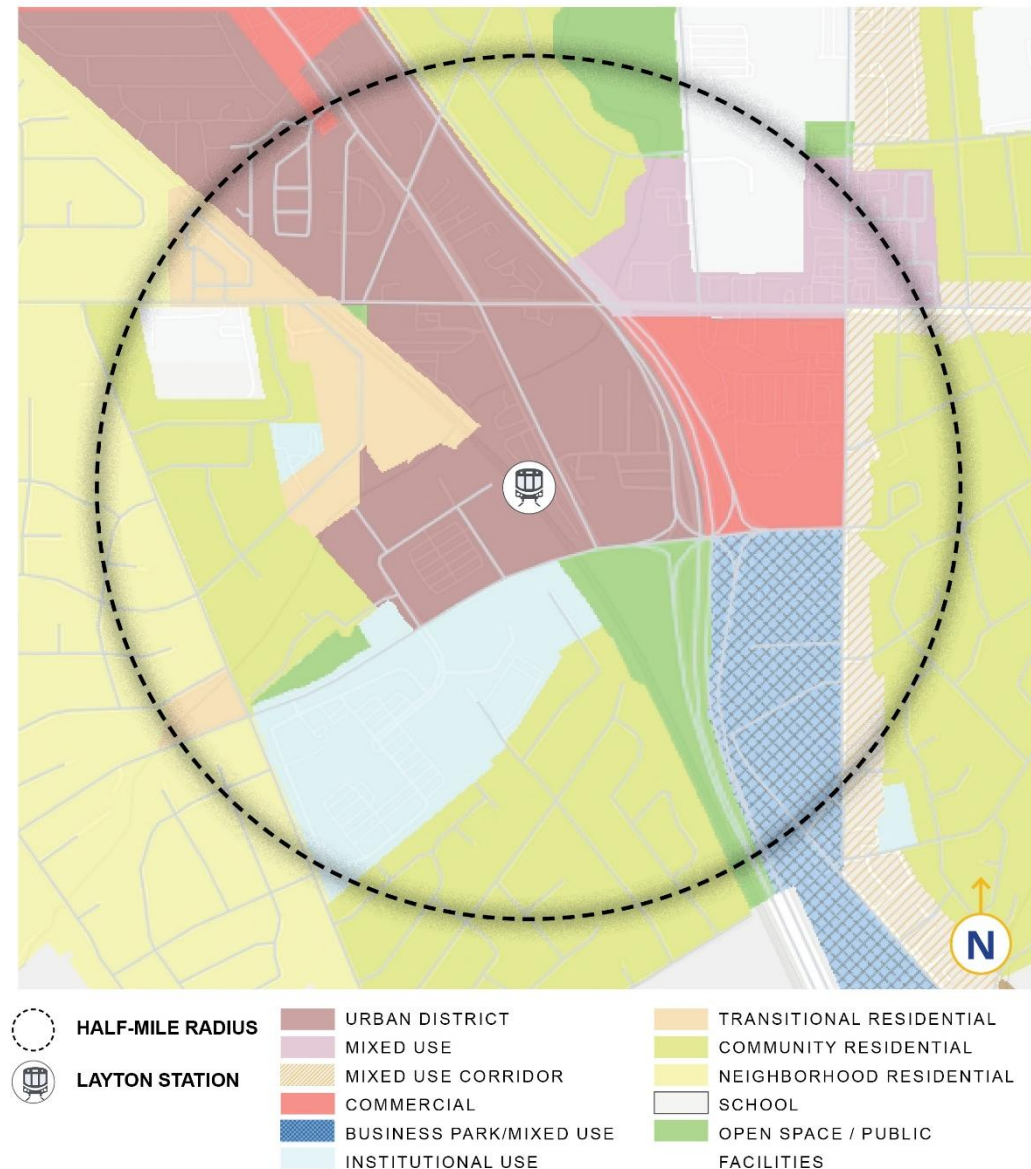 N
HALF-MILE RADIUS
LAYTON STATION
URBAN DISTRICT
MIXED USE
MIXED USE CORRIDOR
COMMERCIAL
BUSINESS PARK/MIXED USE
INSTITUTIONAL USE
TRANSITIONAL RESIDENTIAL
COMMUNITY RESIDENTIAL
NEIGHBORHOOD RESIDENTIAL
SCHOOL
OPEN SPACE / PUBLIC
FACILITIES